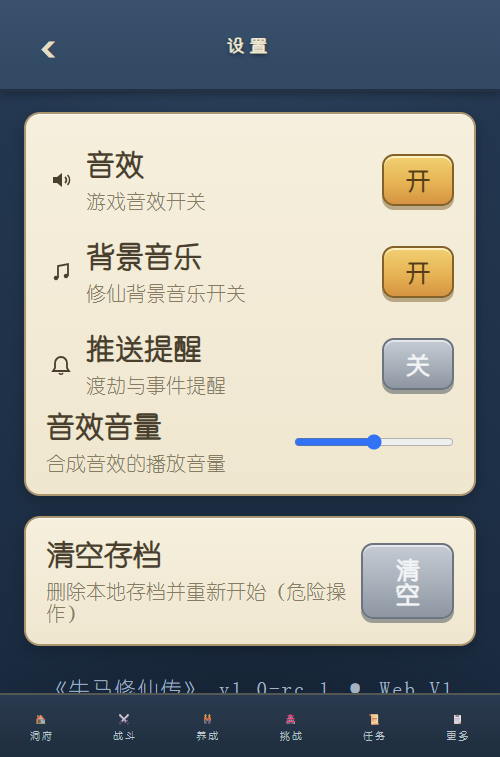 设置
音效
游戏音效开关
开
背景音乐
修仙背景音乐开关
开
推送提醒
渡劫与事件提醒
关
音效音量
合成音效的播放音量
清空存档
删除本地存档并重新开始（危险操
作）
清
空
《牛马修仙传》 v1.0-rc.1 ● Web V1
洞府
战斗
养成
挑战
任务
更多